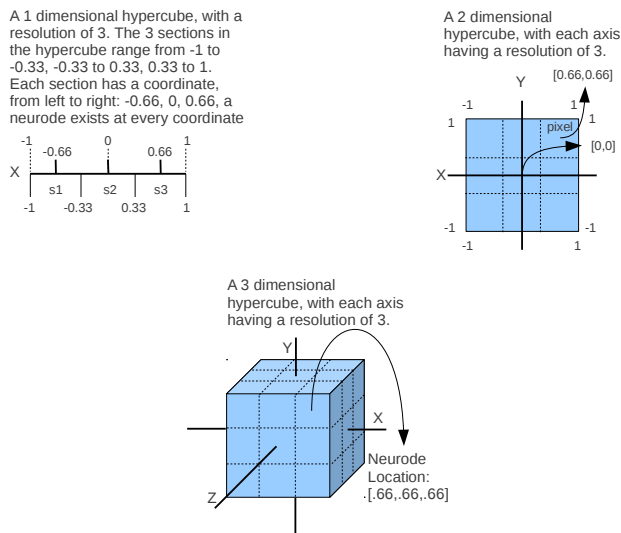 A 1 dimensional hypercube, with a
resolution of 3. The 3 sections in
the hypercube range from -1 to
-0.33, -0.33 to 0.33, 0.33 to 1.
Each section has a coordinate,
from left to right: -0.66, 0, 0.66, a
neurode exists at every coordinate
-1 0 1
-0.66 0.66
X
s1 s2 s3
-1 -0.33 0.33 1
A 2 dimensional
hypercube, with each axis
having a resolution of 3.
Y [0.66,0.66]
-1 1
1 pixel 1
[0,0]
X
-1 -1
-1 1
A 3 dimensional
hypercube, with each axis
having a resolution of 3.
Y
X
Neurode
Location:
[.66,.66,.66]
Z